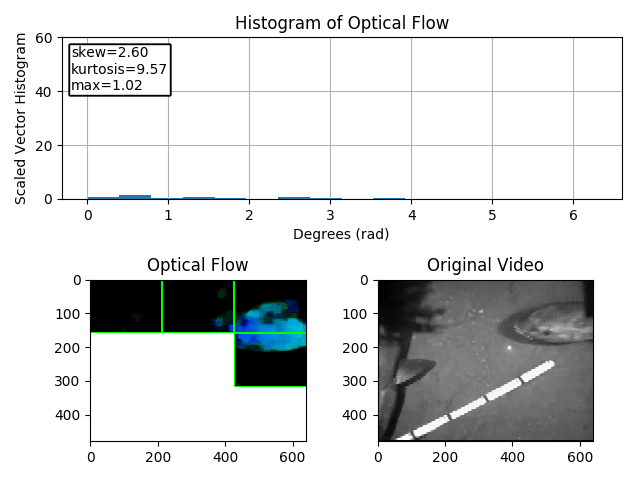 Histogram of Optical Flow
Scaled Vector Histogram
60
40
20
0
skew=2.60
kurtosis=9.57
max=1.02
0 1 2 3 4 5 6
Degrees (rad)
Optical Flow
0
100
200
300
400
0 200 400 600
Original Video
0
100
200
300
400
0 200 400 600